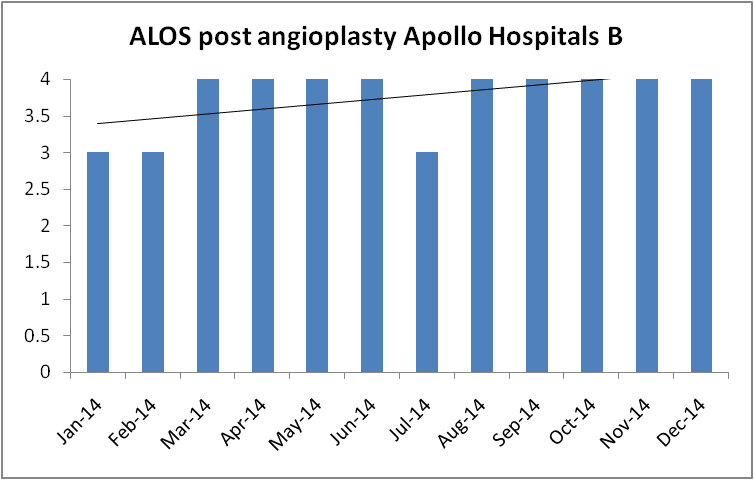 ALOS post angioplasty Apollo Hospitals B
4
3.5
3
2.5
2
1.5
1
0.5
0
Jan-14
Feb-14
Mar-14
Apr-14
May-14
Jun-14
Jul-14
Aug-14
Sep-14
Oct-14
Nov-14
Dec-14